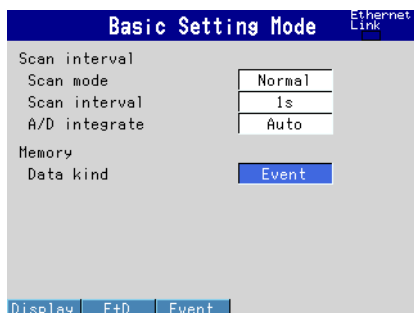 Basic Setting Mode
Ethernet
Link
Scan interval
Scan mode Normal
Scan interval 1s
A/D integrate Auto
Memory
Data kind Event
Display E+D Event